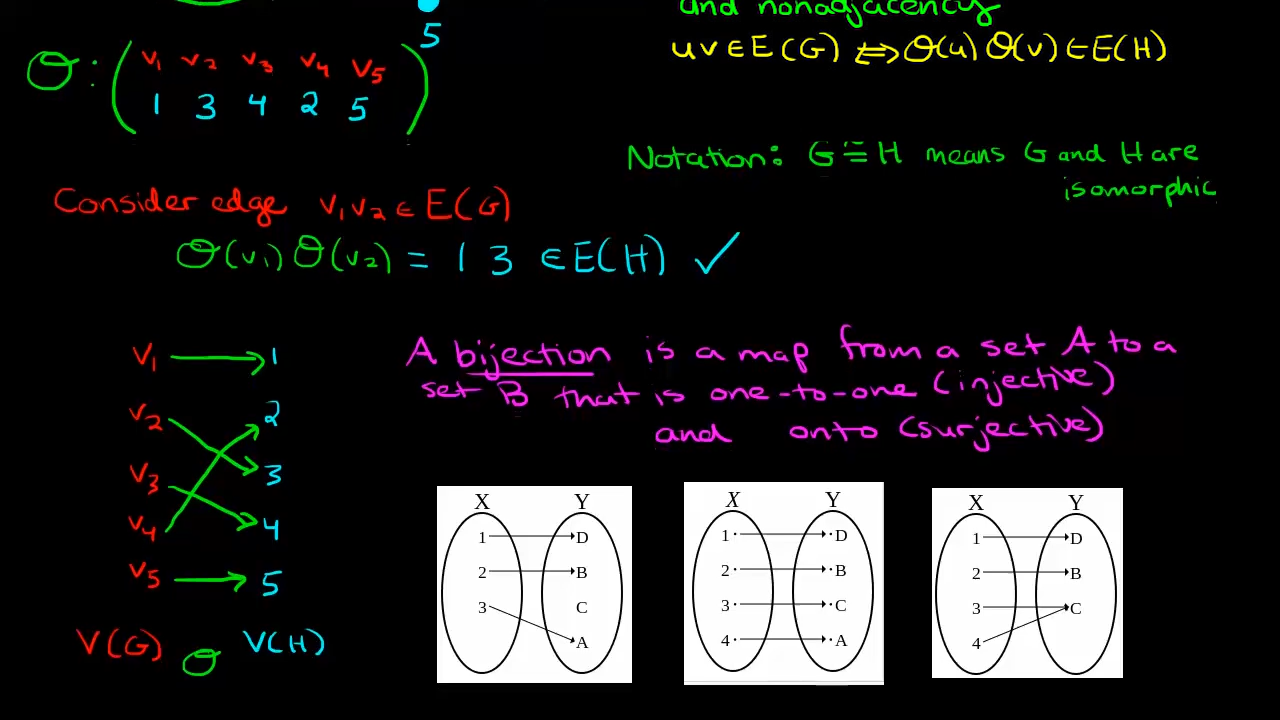 and nonadjacency
uv ∈ E(G) ⟺ Θ(u) Θ(v) ∈ E(H)
5
Θ : ( v₁ v₂ v₃ v₄ v₅
1 3 4 2 5 )
Notation: G ≅ H means G and H are
isomorphic
Consider edge v₁v₂ ∈ E(G)
Θ(v₁) Θ(v₂) = 1 3 ∈ E(H) ✓
v₁ → 1
v₂ 2
v₃ 3
v₄ 4
v₅ → 5
V(G) Θ V(H)
A bijection is a map from a set A to a
set B that is one-to-one (injective)
and onto (surjective)
X Y
1 D
2 B
3 C
A
X Y
1 · · D
2 · · B
3 · · C
4 · · A
X Y
1 D
2 B
3 C
4